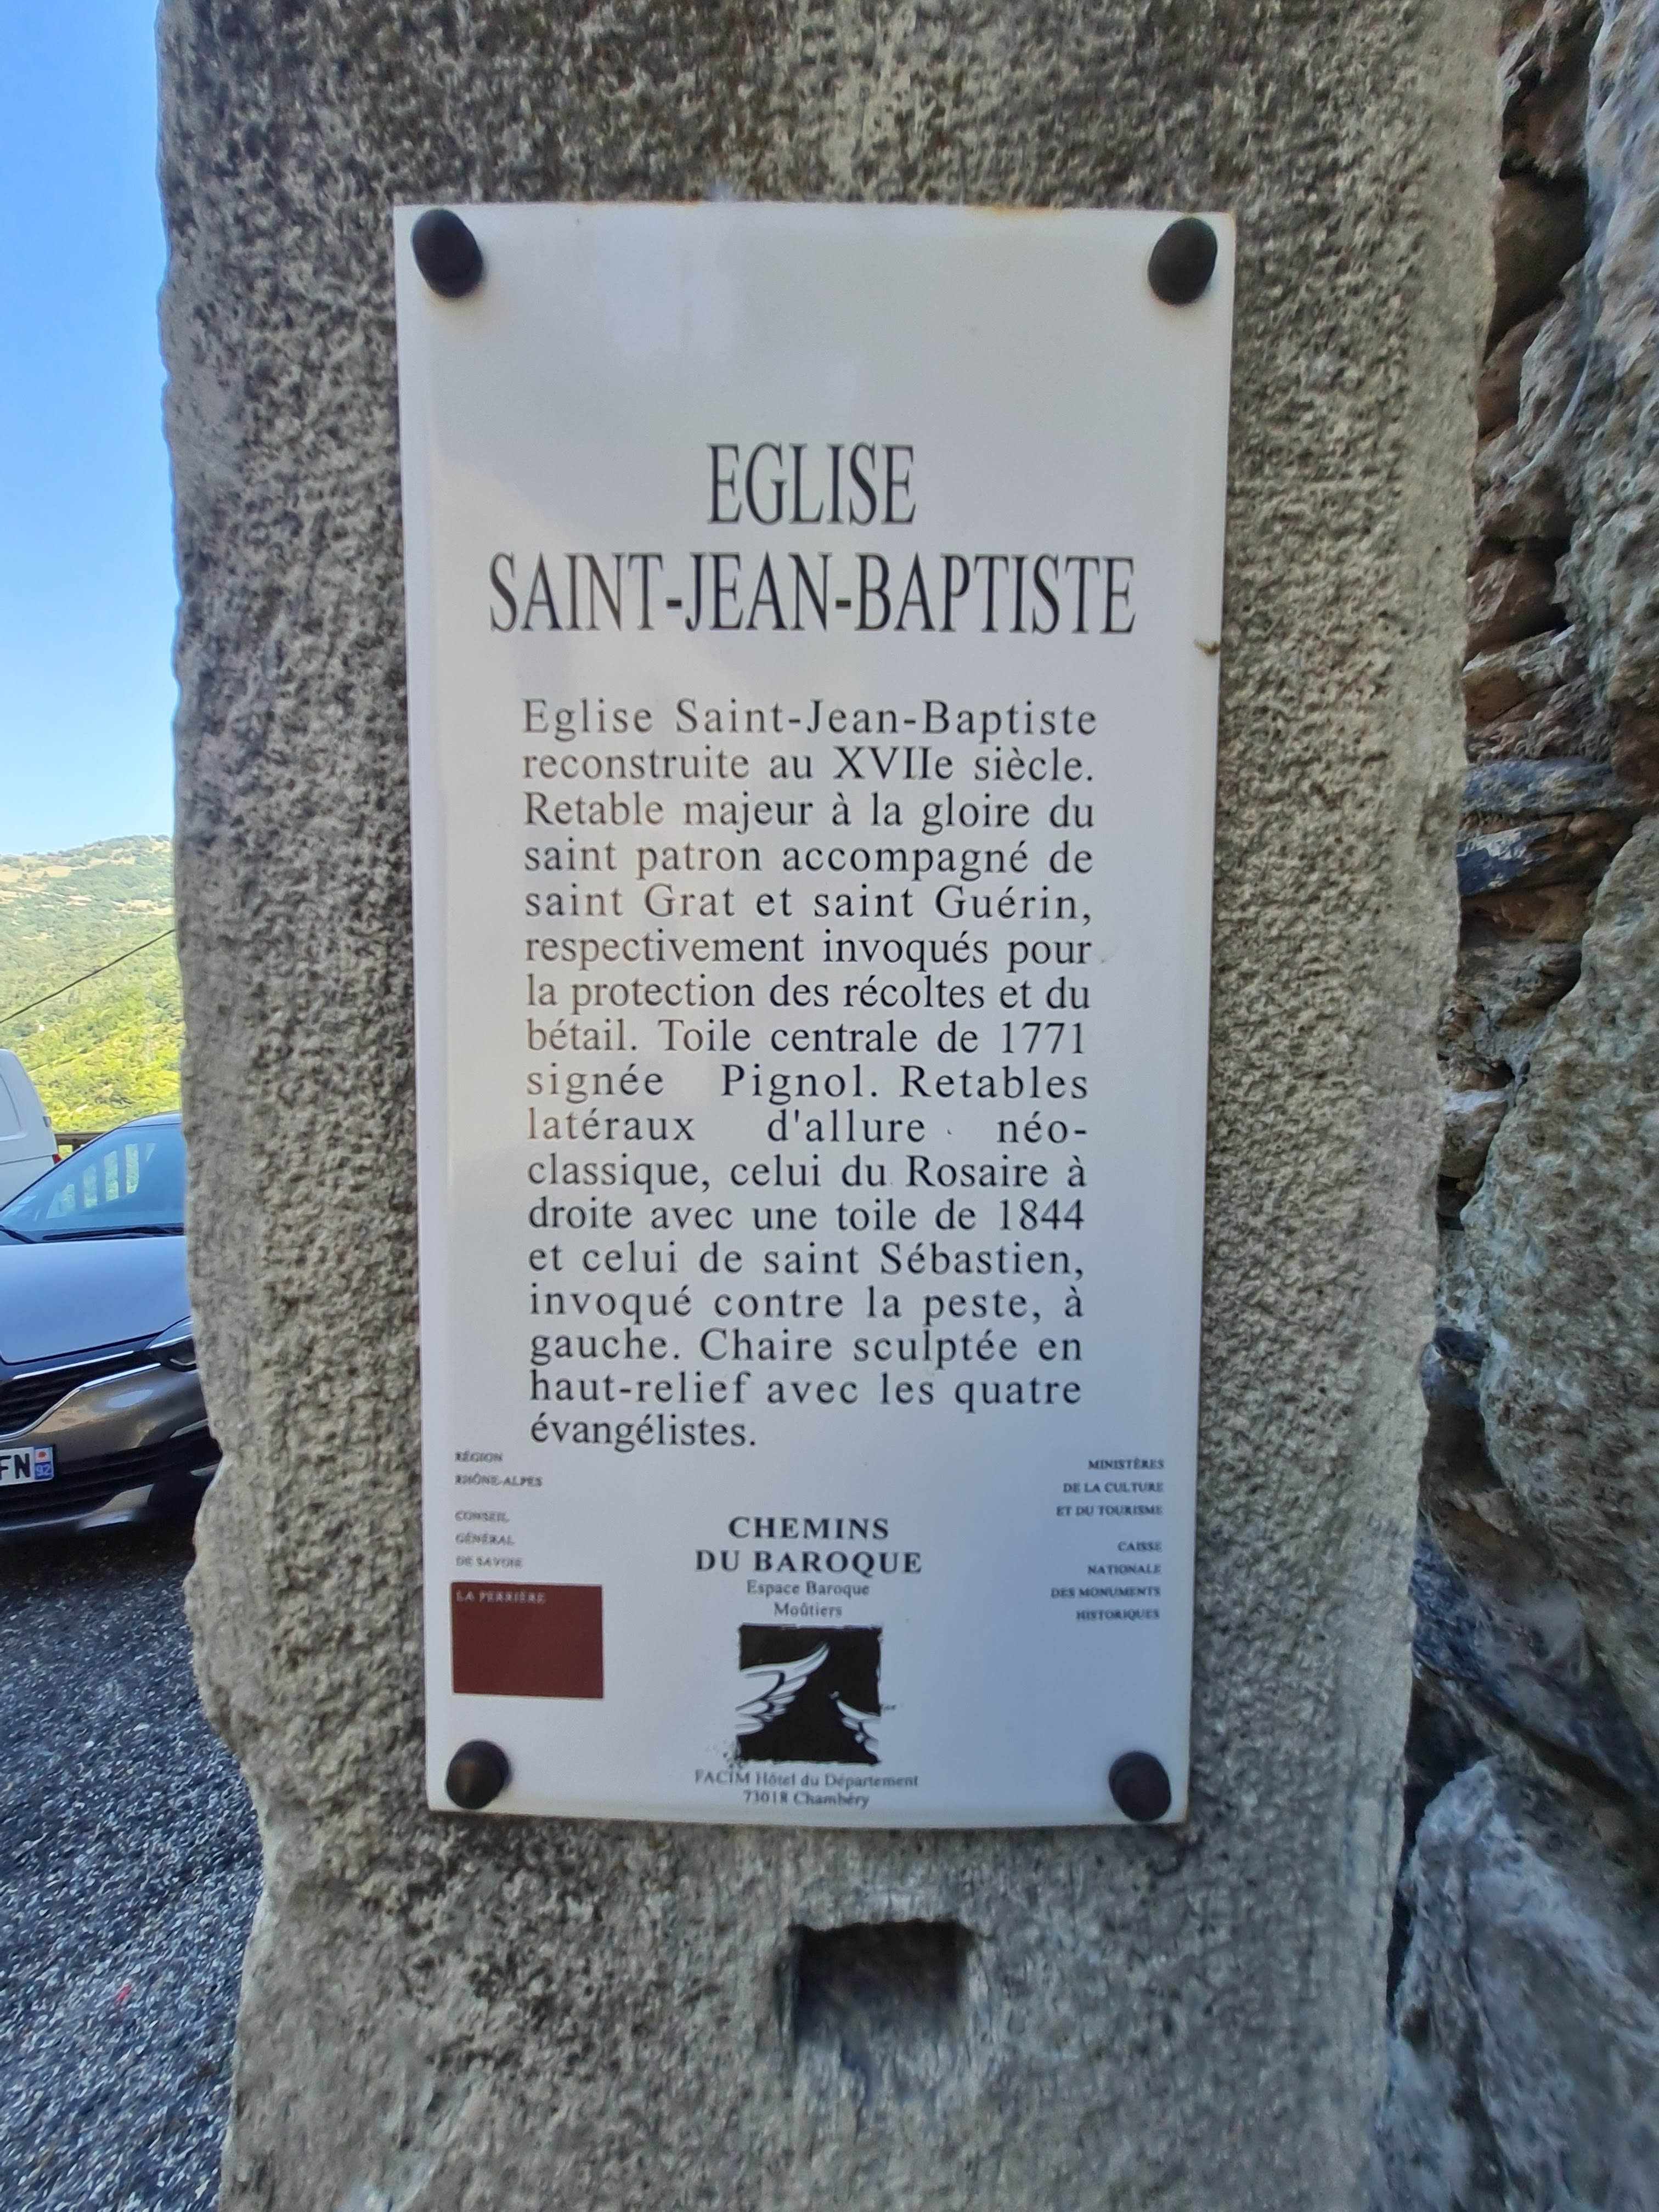 EGLISE
SAINT-JEAN-BAPTISTE
Eglise Saint-Jean-Baptiste
reconstruite au XVIIe siècle.
Retable majeur à la gloire du
saint patron accompagné de
saint Grat et saint Guérin,
respectivement invoqués pour
la protection des récoltes et du
bétail. Toile centrale de 1771
signée Pignol. Retables
latéraux d'allure néo-
classique, celui du Rosaire à
droite avec une toile de 1844
et celui de saint Sébastien,
invoqué contre la peste, à
gauche. Chaire sculptée en
haut-relief avec les quatre
évangélistes.
RÉGION
RHÔNE-ALPES
CONSEIL
GÉNÉRAL
DE SAVOIE
LA PERRIÈRE
CHEMINS
DU BAROQUE
Espace Baroque
Moûtiers
FACIM Hôtel du Département
73018 Chambéry
MINISTÈRES
DE LA CULTURE
ET DU TOURISME
CAISSE
NATIONALE
DES MONUMENTS
HISTORIQUES
FN 92